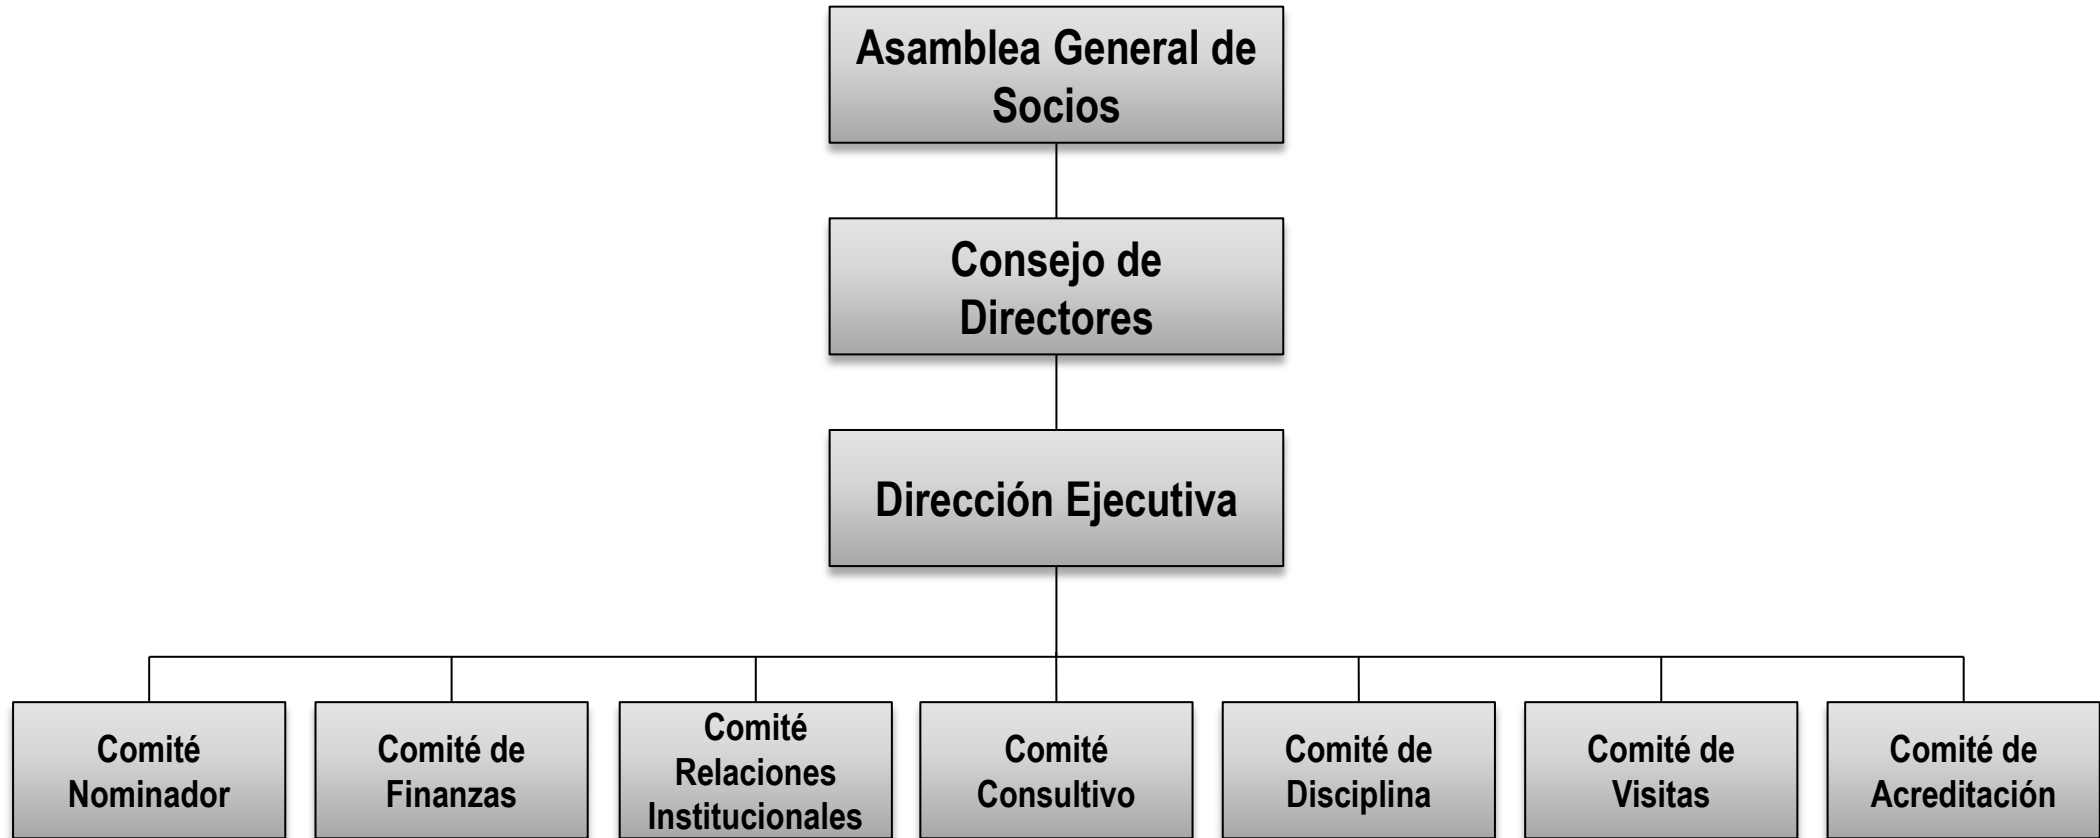 Asamblea General de
Socios
Consejo de
Directores
Dirección Ejecutiva
Comité
Nominador
Comité de
Finanzas
Comité
Relaciones
Institucionales
Comité
Consultivo
Comité de
Disciplina
Comité de
Visitas
Comité de
Acreditación